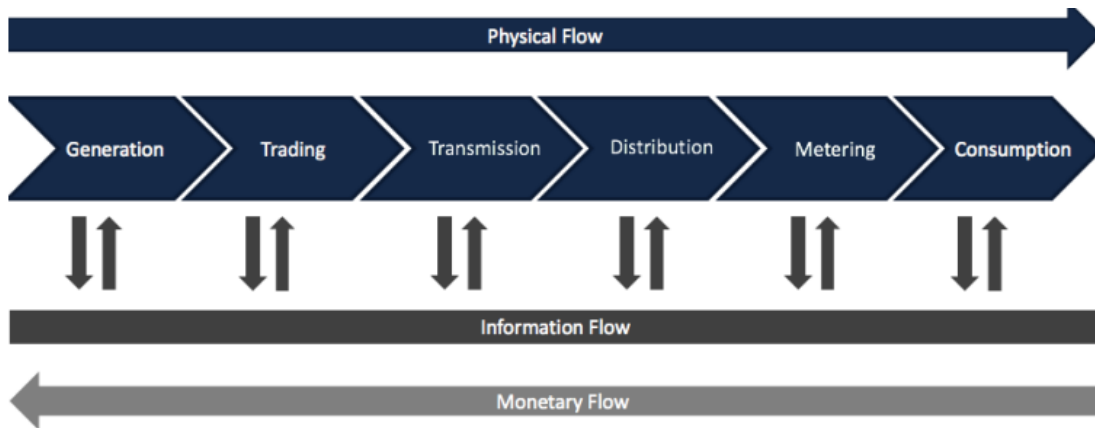 Physical Flow
Generation
Trading
Transmission
Distribution
Metering
Consumption
Information Flow
Monetary Flow